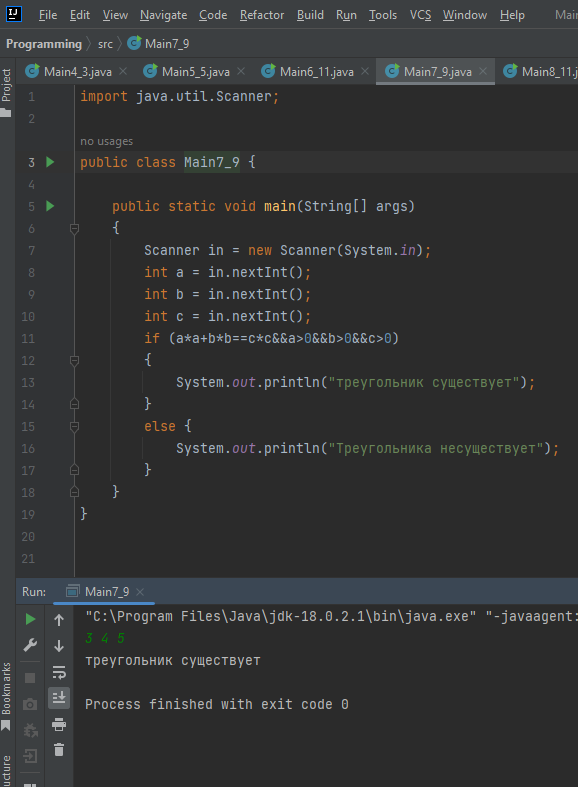 IJ File Edit View Navigate Code Refactor Build Run Tools VCS Window Help Mai
Programming src Main7_9
Main4_3.java Main5_5.java Main6_11.java Main7_9.java Main8_11.j
Project
1 import java.util.Scanner;
2
no usages
3 public class Main7_9 {
4
5 public static void main(String[] args)
6 {
7 Scanner in = new Scanner(System.in);
8 int a = in.nextInt();
9 int b = in.nextInt();
10 int c = in.nextInt();
11 if (a*a+b*b==c*c&&a>0&&b>0&&c>0)
12 {
13 System.out.println("треугольник существует");
14 }
15 else {
16 System.out.println("Треугольника несуществует");
17 }
18 }
19 }
20
21
Run: Main7_9
"C:\Program Files\Java\jdk-18.0.2.1\bin\java.exe" "-javaagent:
3 4 5
треугольник существует
Process finished with exit code 0
Bookmarks
ucture